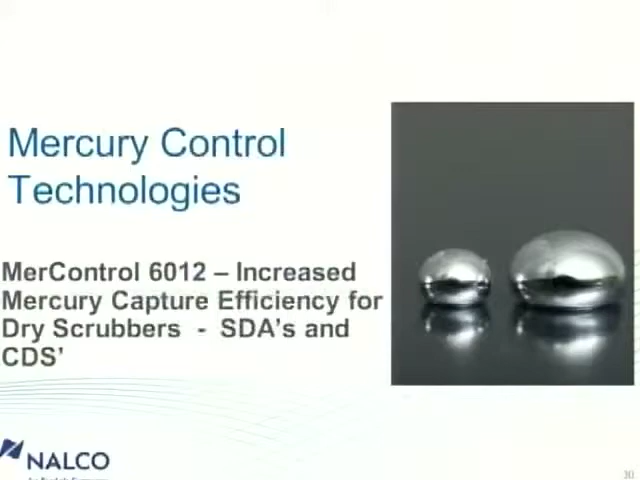 Mercury Control
Technologies
MerControl 6012 – Increased
Mercury Capture Efficiency for
Dry Scrubbers - SDA's and
CDS'
NALCO